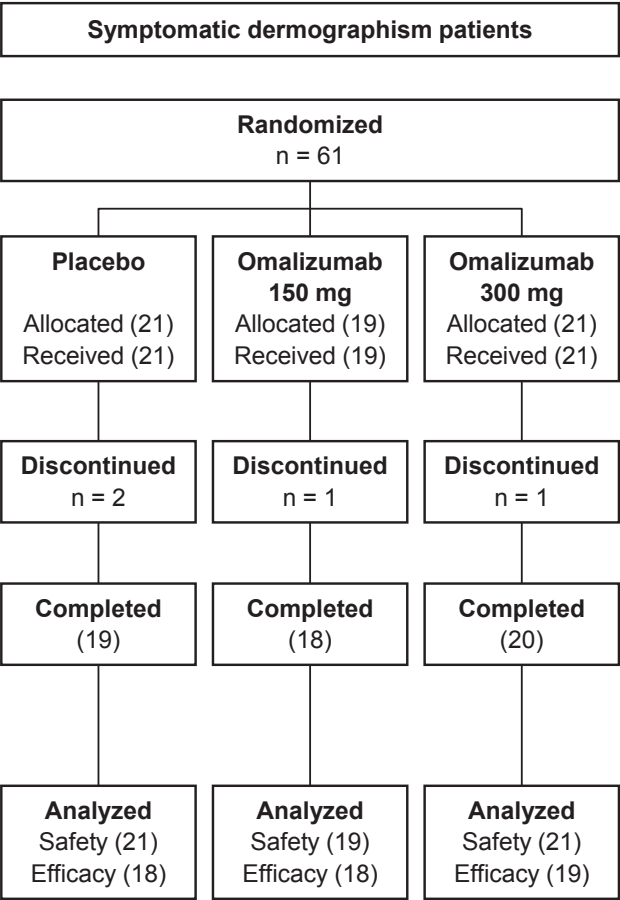 Symptomatic dermographism patients
Randomized
n = 61
Placebo
Allocated (21)
Received (21)
Omalizumab
150 mg
Allocated (19)
Received (19)
Omalizumab
300 mg
Allocated (21)
Received (21)
Discontinued
n = 2
Discontinued
n = 1
Discontinued
n = 1
Completed
(19)
Completed
(18)
Completed
(20)
Analyzed
Safety (21)
Efficacy (18)
Analyzed
Safety (19)
Efficacy (18)
Analyzed
Safety (21)
Efficacy (19)